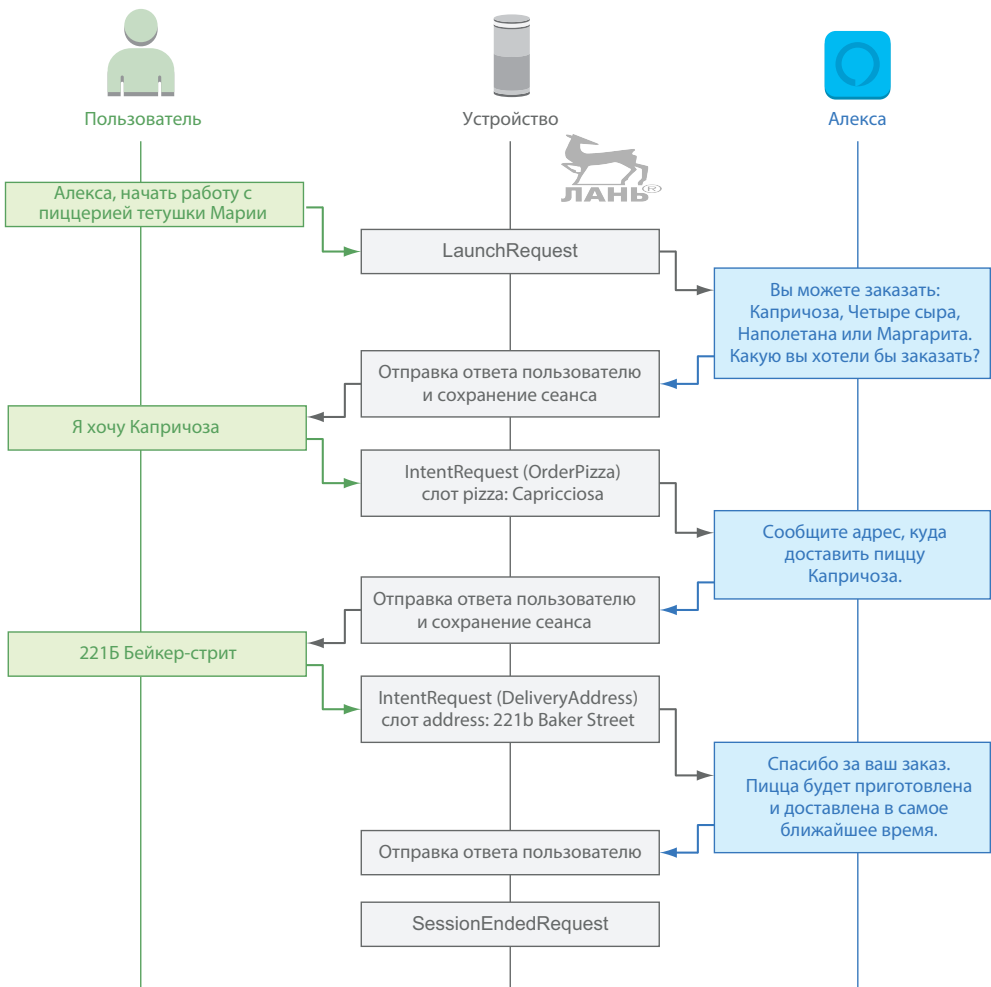 Пользователь
Устройство
Алекса
ЛАНЬ®
Алекса, начать работу с
пиццерией тетушки Марии
LaunchRequest
Вы можете заказать:
Капричоза, Четыре сыра,
Наполетана или Маргарита.
Какую вы хотели бы заказать?
Отправка ответа пользователю
и сохранение сеанса
Я хочу Капричоза
IntentRequest (OrderPizza)
слот pizza: Capricciosa
Сообщите адрес, куда
доставить пиццу
Капричоза.
Отправка ответа пользователю
и сохранение сеанса
221Б Бейкер-стрит
IntentRequest (DeliveryAddress)
слот address: 221b Baker Street
Спасибо за ваш заказ.
Пицца будет приготовлена
и доставлена в самое
ближайшее время.
Отправка ответа пользователю
SessionEndedRequest